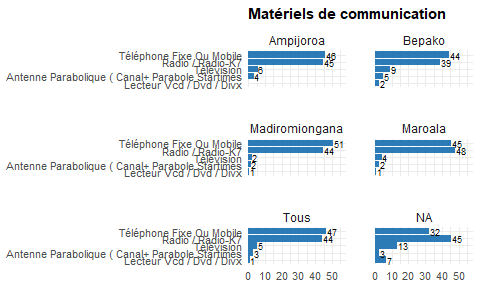 Matériels de communication
Ampijoroa
Bepako
Téléphone Fixe Ou Mobile 46 44
Radio / Radio-K7 45 39
Télévision 6 9
Antenne Parabolique ( Canal+ Parabole Startimes 4 5
Lecteur Vcd / Dvd / Divx 2
Madiromiongana
Maroala
Téléphone Fixe Ou Mobile 51 45
Radio / Radio-K7 44 48
Télévision 2 4
Antenne Parabolique ( Canal+ Parabole Startimes 2 2
Lecteur Vcd / Dvd / Divx 1 1
Tous
NA
Téléphone Fixe Ou Mobile 47 32
Radio / Radio-K7 44 45
Télévision 5 13
Antenne Parabolique ( Canal+ Parabole Startimes 3 3
Lecteur Vcd / Dvd / Divx 1 7
0 10 20 30 40 50 0 10 20 30 40 50